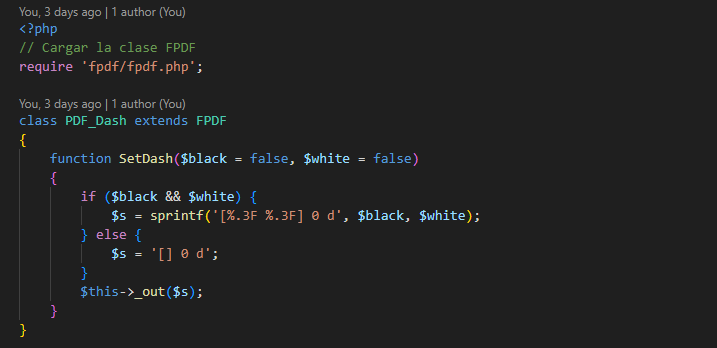 You, 3 days ago | 1 author (You)
<?php
// Cargar la clase FPDF
require 'fpdf/fpdf.php';
You, 3 days ago | 1 author (You)
class PDF_Dash extends FPDF
{
    function SetDash($black = false, $white = false)
    {
        if ($black && $white) {
            $s = sprintf('[%.3F %.3F] 0 d', $black, $white);
        } else {
            $s = '[] 0 d';
        }
        $this->_out($s);
    }
}